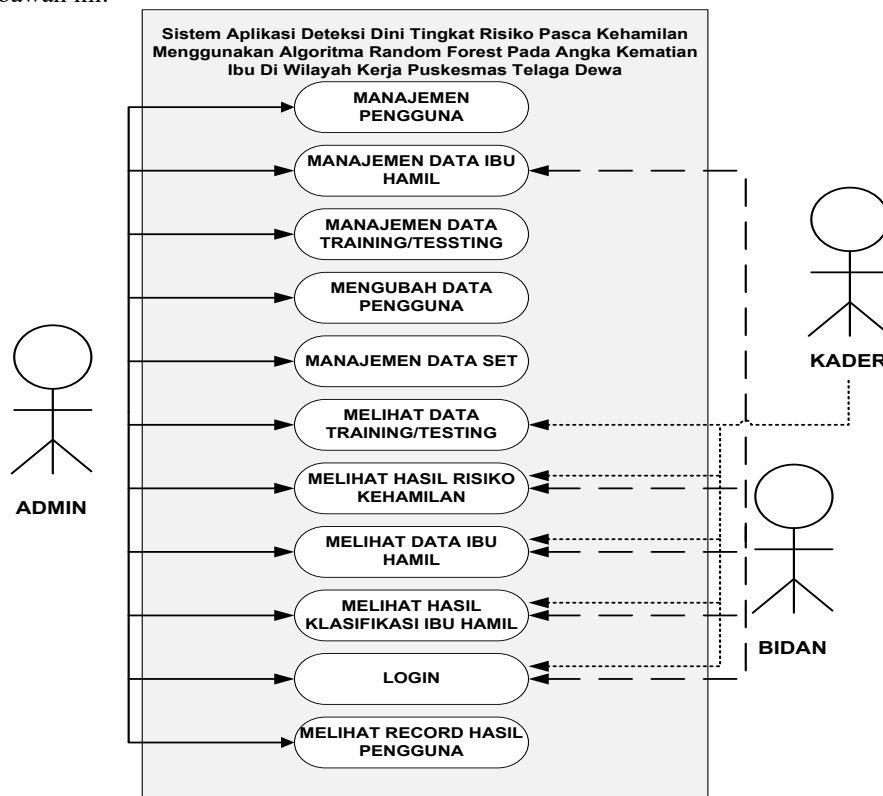 bawah ini.
Sistem Aplikasi Deteksi Dini Tingkat Risiko Pasca Kehamilan
Menggunakan Algoritma Random Forest Pada Angka Kematian
Ibu Di Wilayah Kerja Puskesmas Telaga Dewa
MANAJEMEN
PENGGUNA
MANAJEMEN DATA IBU
HAMIL
MANAJEMEN DATA
TRAINING/TESSTING
MENGUBAH DATA
PENGGUNA
MANAJEMEN DATA SET
MELIHAT DATA
TRAINING/TESTING
MELIHAT HASIL RISIKO
KEHAMILAN
MELIHAT DATA IBU
HAMIL
MELIHAT HASIL
KLASIFIKASI IBU HAMIL
LOGIN
MELIHAT RECORD HASIL
PENGGUNA
ADMIN
KADER
BIDAN